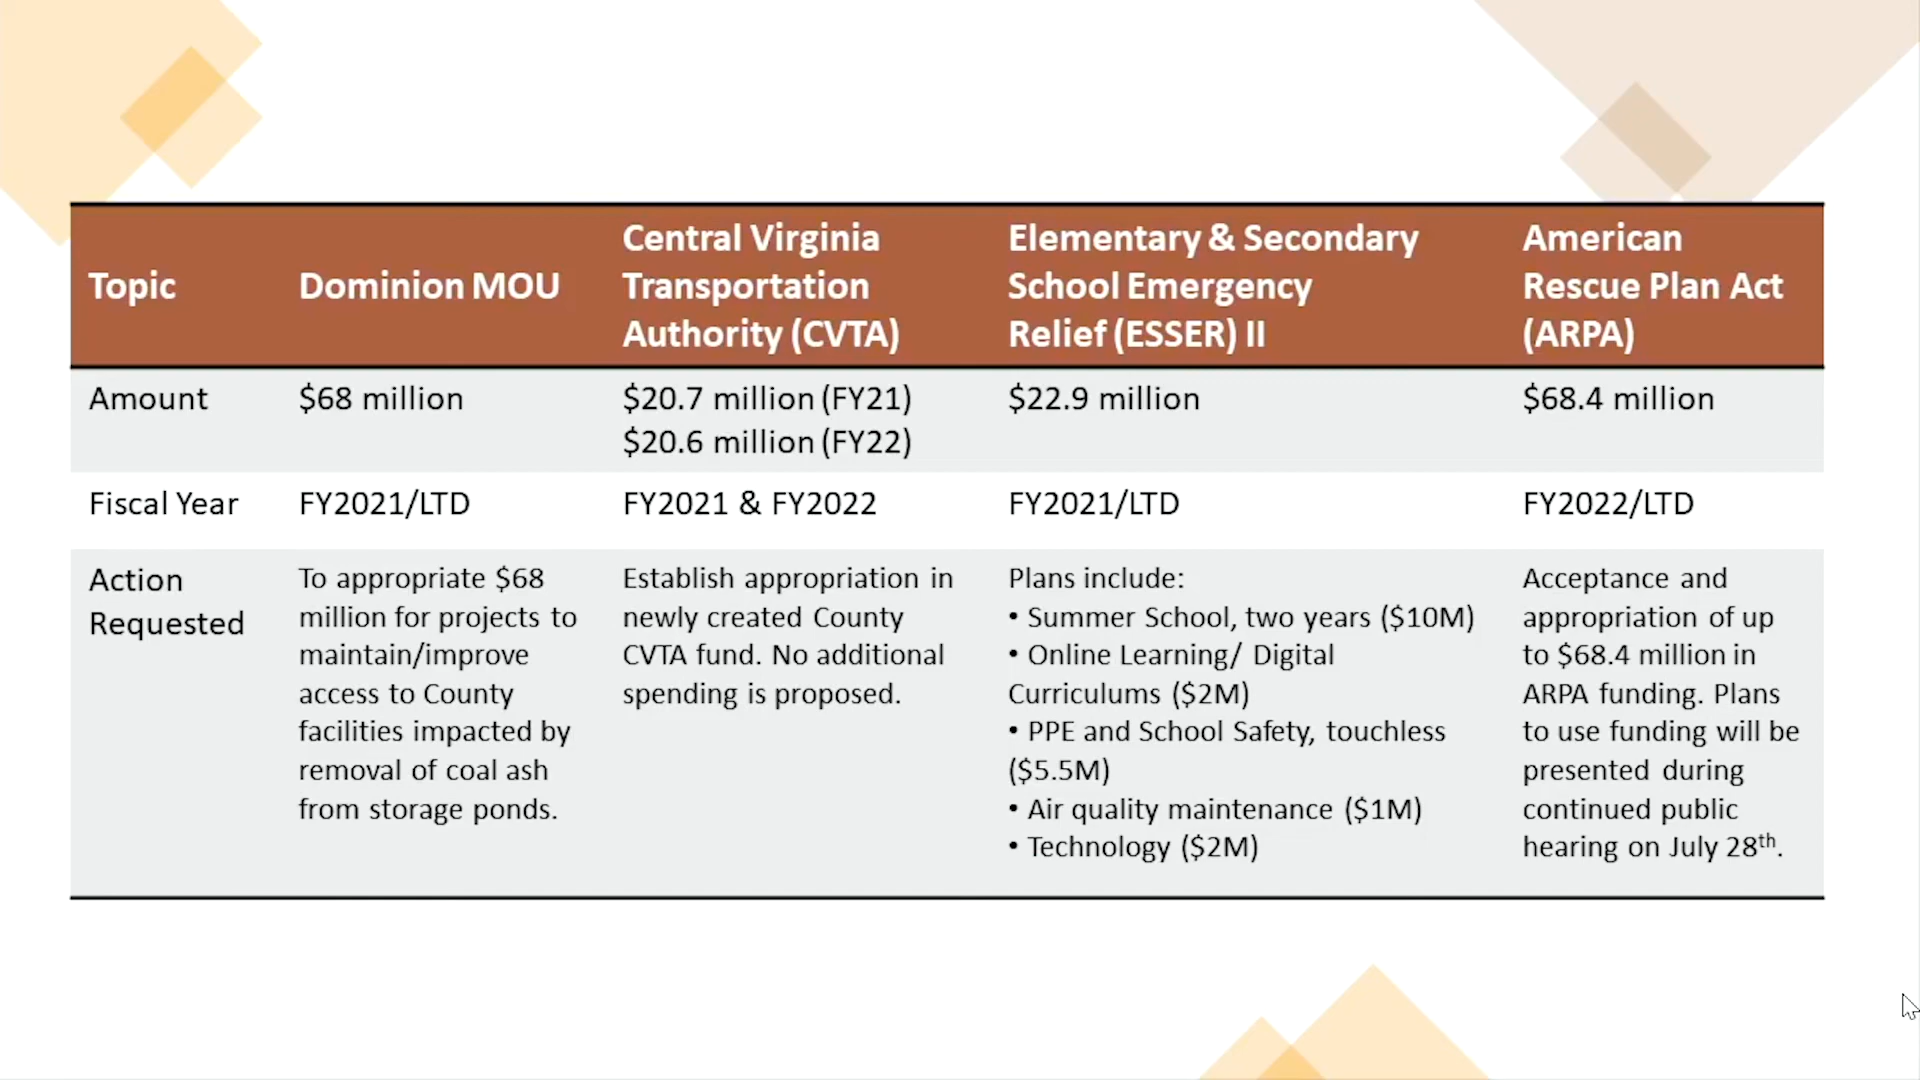 Topic
Dominion MOU
Central Virginia
Transportation
Authority (CVTA)
Elementary & Secondary
School Emergency
Relief (ESSER) II
American
Rescue Plan Act
(ARPA)
Amount
$68 million
$20.7 million (FY21)
$20.6 million (FY22)
$22.9 million
$68.4 million
Fiscal Year
FY2021/LTD
FY2021 & FY2022
FY2021/LTD
FY2022/LTD
Action
Requested
To appropriate $68
million for projects to
maintain/improve
access to County
facilities impacted by
removal of coal ash
from storage ponds.
Establish appropriation in
newly created County
CVTA fund. No additional
spending is proposed.
Plans include:
• Summer School, two years ($10M)
• Online Learning/ Digital
Curriculums ($2M)
• PPE and School Safety, touchless
($5.5M)
• Air quality maintenance ($1M)
• Technology ($2M)
Acceptance and
appropriation of up
to $68.4 million in
ARPA funding. Plans
to use funding will be
presented during
continued public
hearing on July 28th.